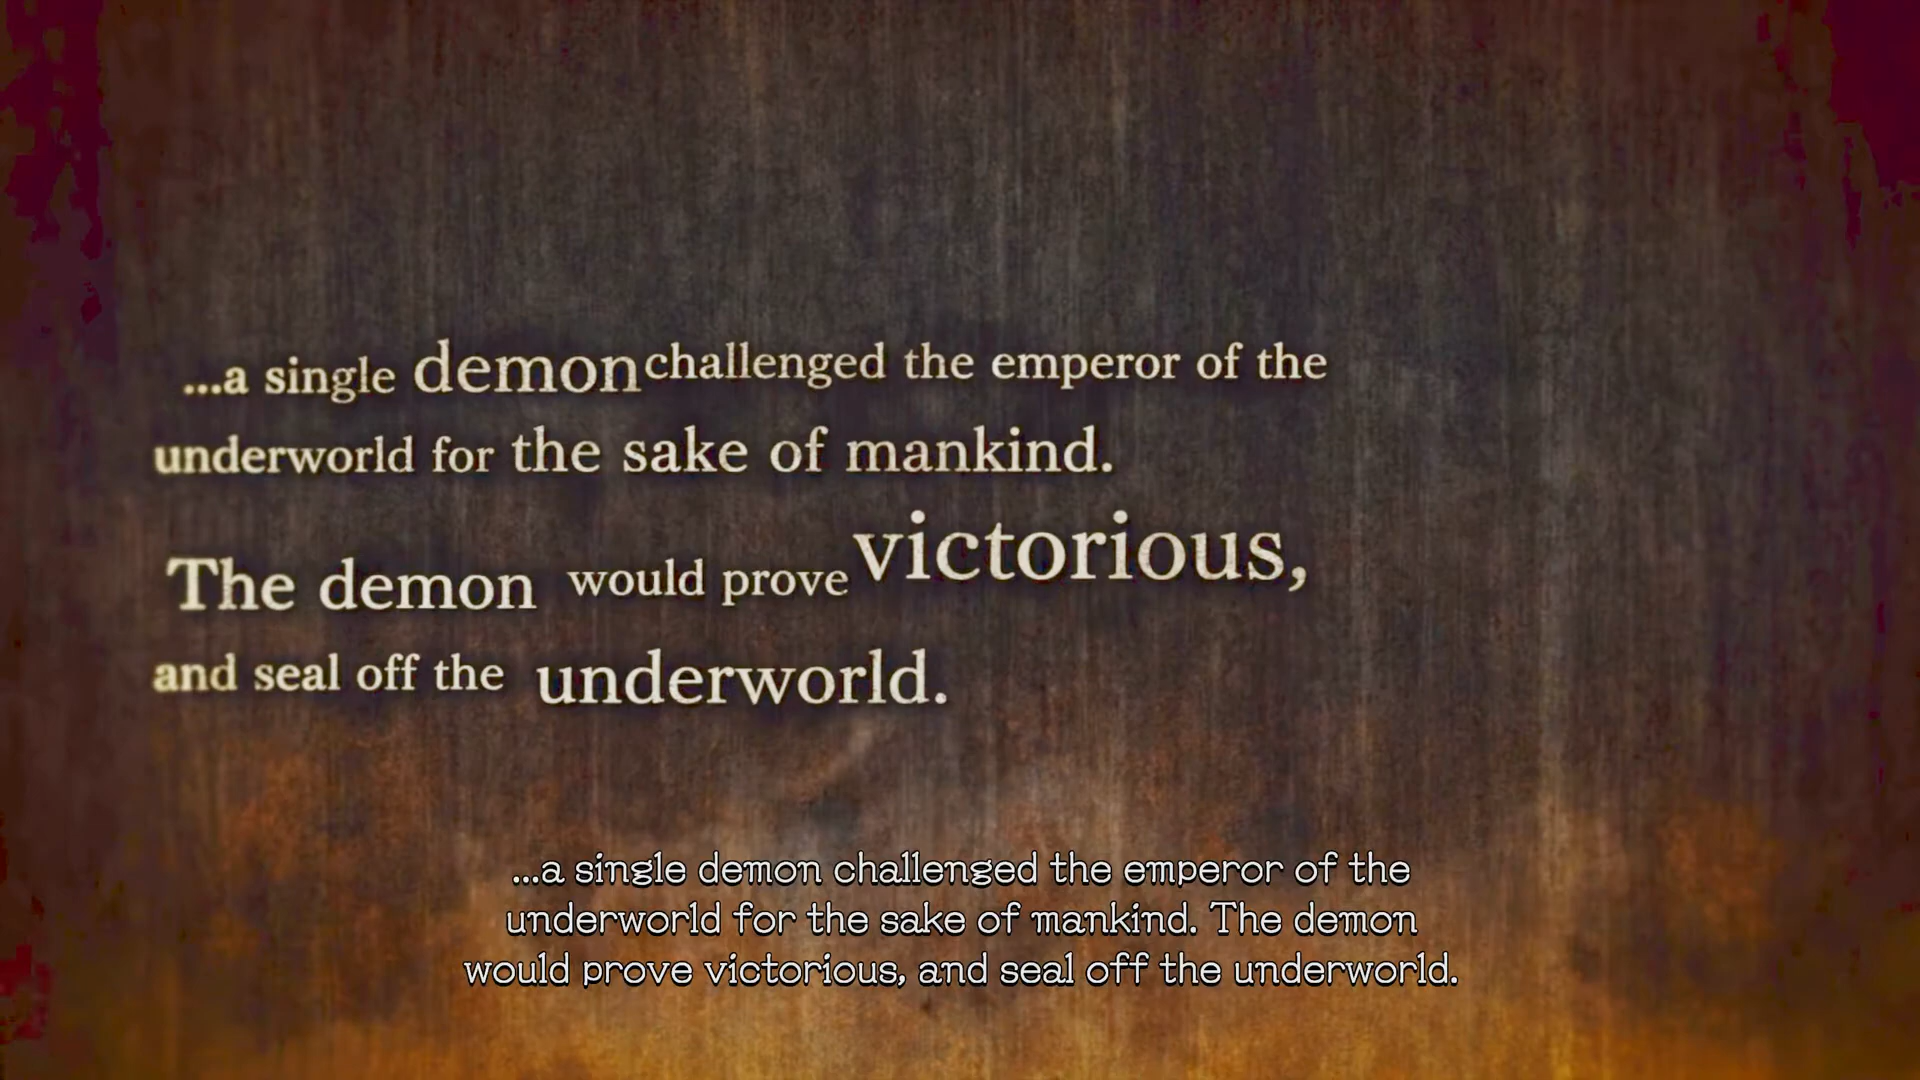 ...a single demon challenged the emperor of the
underworld for the sake of mankind.
The demon would prove victorious,
and seal off the underworld.
...a single demon challenged the emperor of the
underworld for the sake of mankind. The demon
would prove victorious, and seal off the underworld.